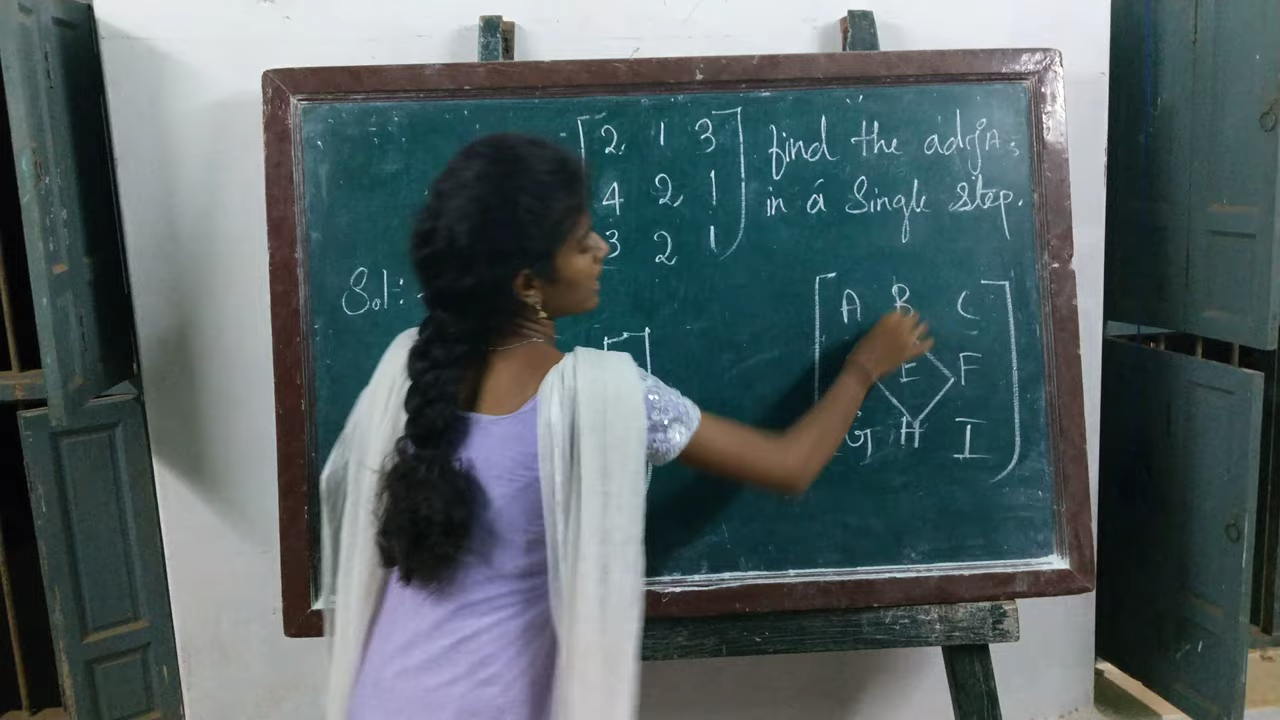 2 1 3
4 2 1
3 2 1
find the adjA;
in a Single step.
Sol: -
A B C
E F
G H I